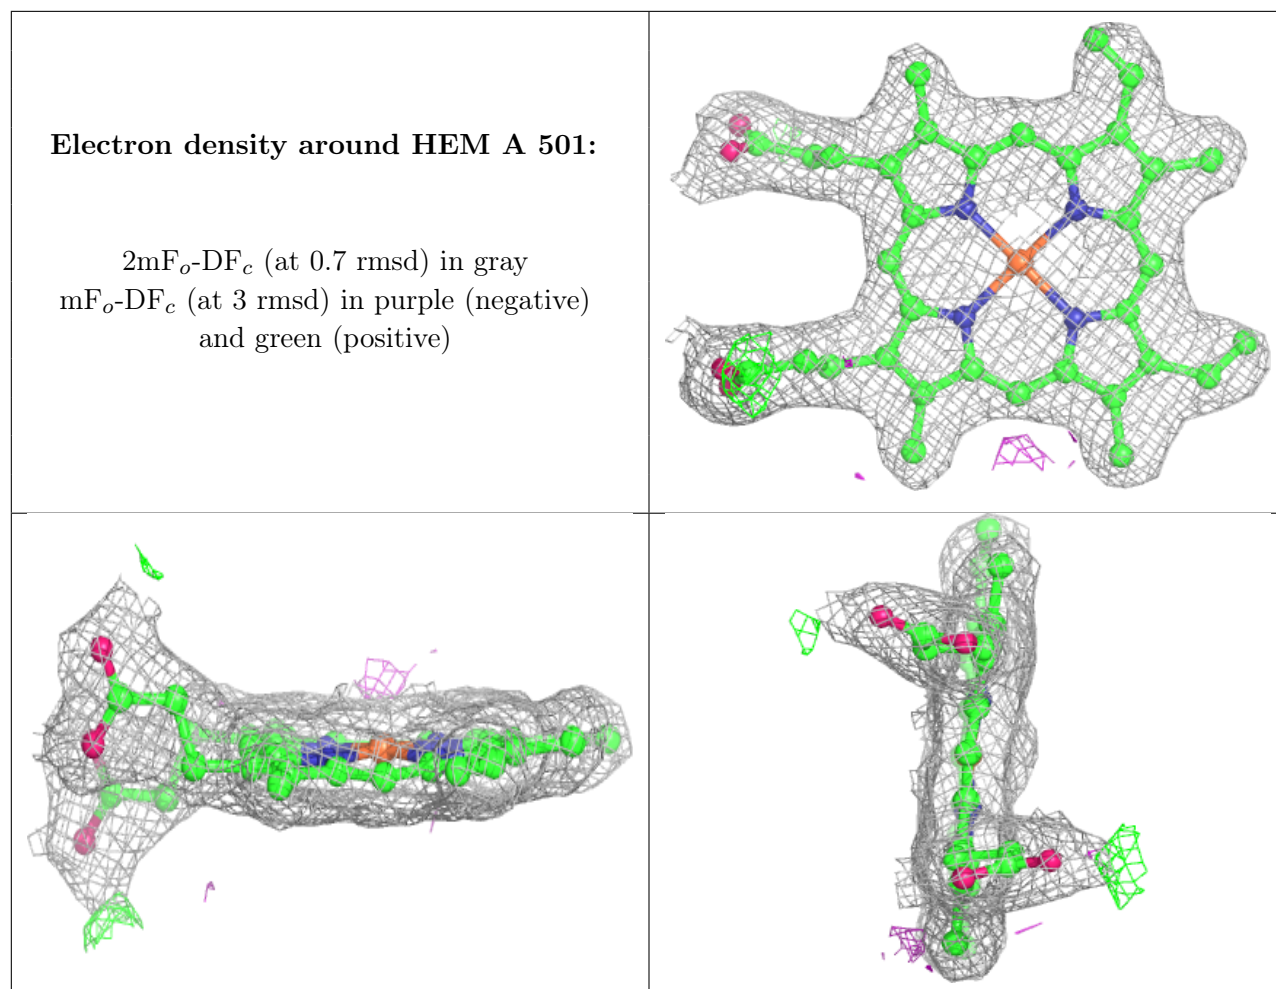 Electron density around HEM A 501:
2mFo-DFc (at 0.7 rmsd) in gray
mFo-DFc (at 3 rmsd) in purple (negative)
and green (positive)